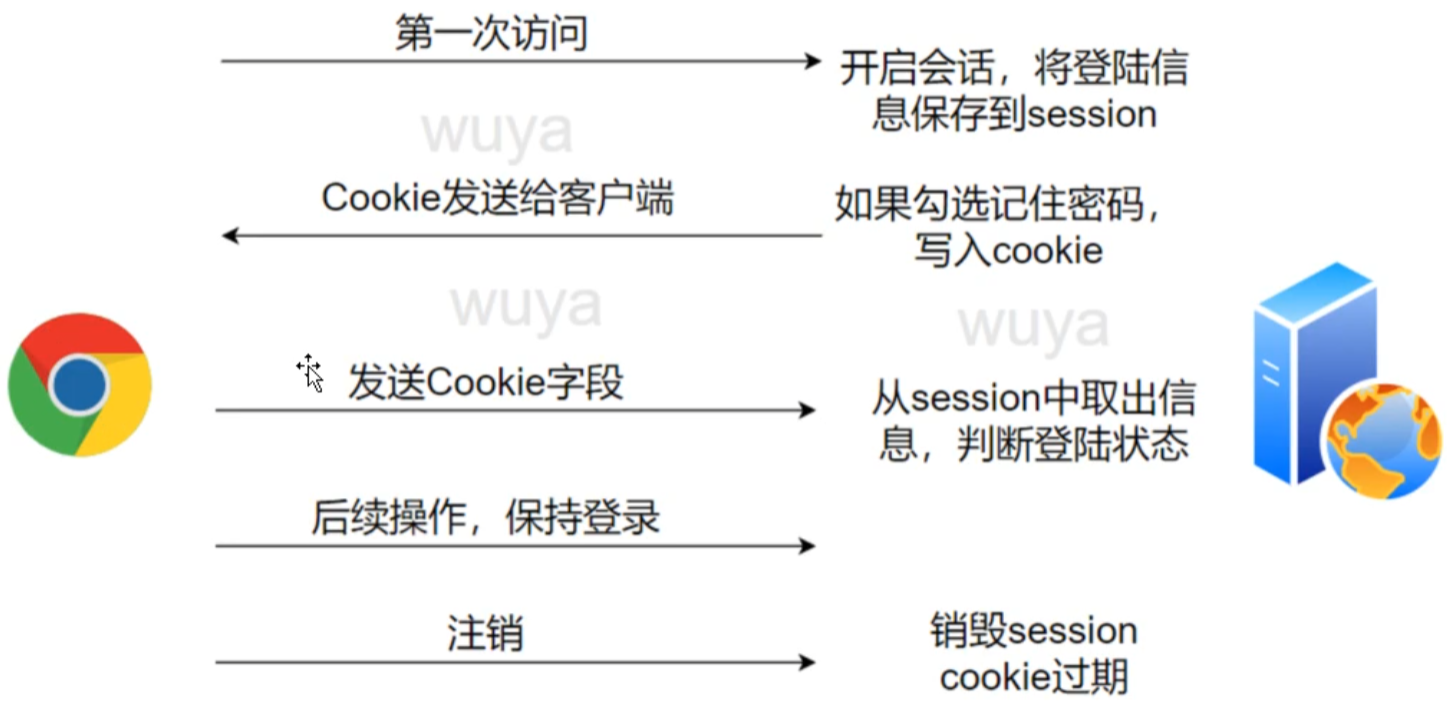 第一次访问
开启会话，将登陆信
息保存到session
wuya
Cookie发送给客户端
如果勾选记住密码，
写入cookie
wuya
wuya
发送Cookie字段
从session中取出信
息，判断登陆状态
后续操作，保持登录
注销
销毁session
cookie过期